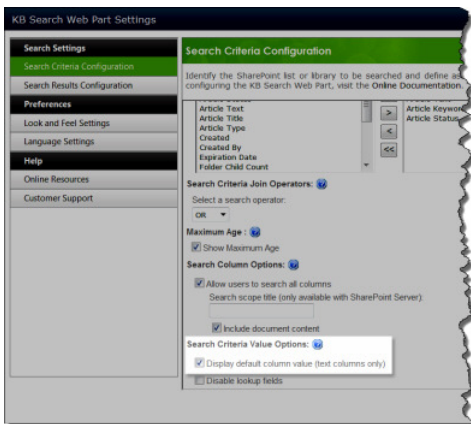 KB Search Web Part Settings
Search Settings
Search Criteria Configuration
Search Results Configuration
Preferences
Look and Feel Settings
Language Settings
Help
Online Resources
Customer Support
Search Criteria Configuration
Identify the SharePoint list or library to be searched and define as
configuring the KB Search Web Part, visit the Online Documentation.
Article Text
Article Title
Article Type
Created
Created By
Expiration Date
Folder Child Count
>
<
<<
Article Keyword
Article Status
Search Criteria Join Operators:
Select a search operator:
OR
Maximum Age :
Show Maximum Age
Search Column Options:
Allow users to search all columns
Search scope title (only available with SharePoint Server):
Include document content
Search Criteria Value Options:
Display default column value (text columns only)
Disable lookup fields